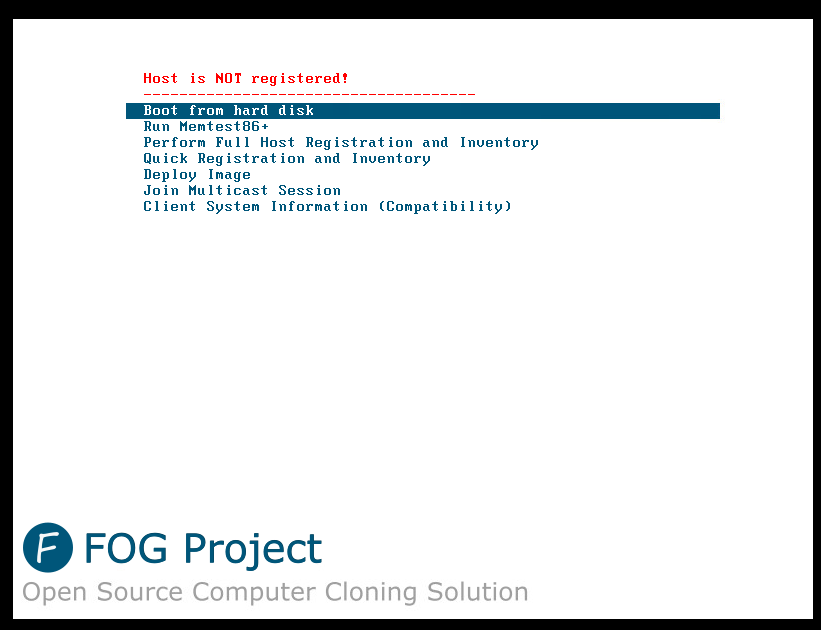 Host is NOT registered!
-------------------------------------
Boot from hard disk
Run Memtest86+
Perform Full Host Registration and Inventory
Quick Registration and Inventory
Deploy Image
Join Multicast Session
Client System Information (Compatibility)
F FOG Project
Open Source Computer Cloning Solution